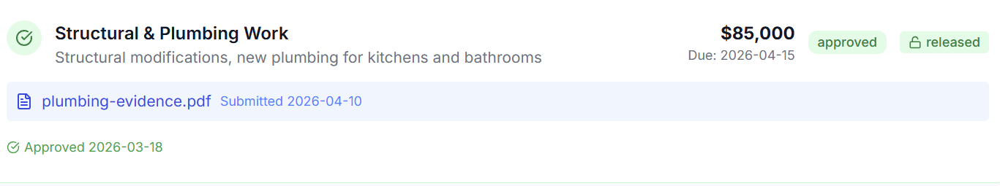 Structural & Plumbing Work
Structural modifications, new plumbing for kitchens and bathrooms
$85,000
Due: 2026-04-15
approved
released
plumbing-evidence.pdf Submitted 2026-04-10
Approved 2026-03-18